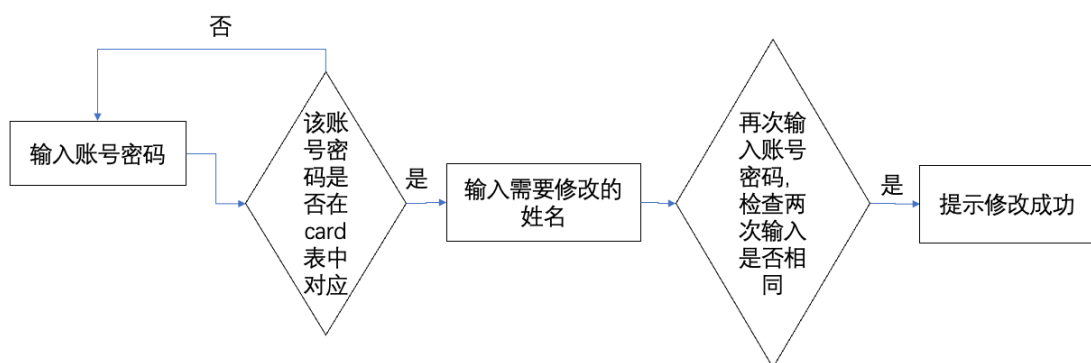 否
输入账号密码
该账
号密
码是
否在
card
表中
对应
是
输入需要修改的
姓名
再次输
入账号
密码,
检查两
次输入
是否相
同
是
提示修改成功